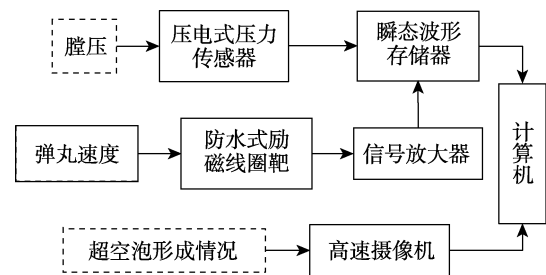 膛压
压电式压力
传感器
瞬态波形
存储器
弹丸速度
防水式励
磁线圈靶
信号放大器
计
算
机
超空泡形成情况
高速摄像机